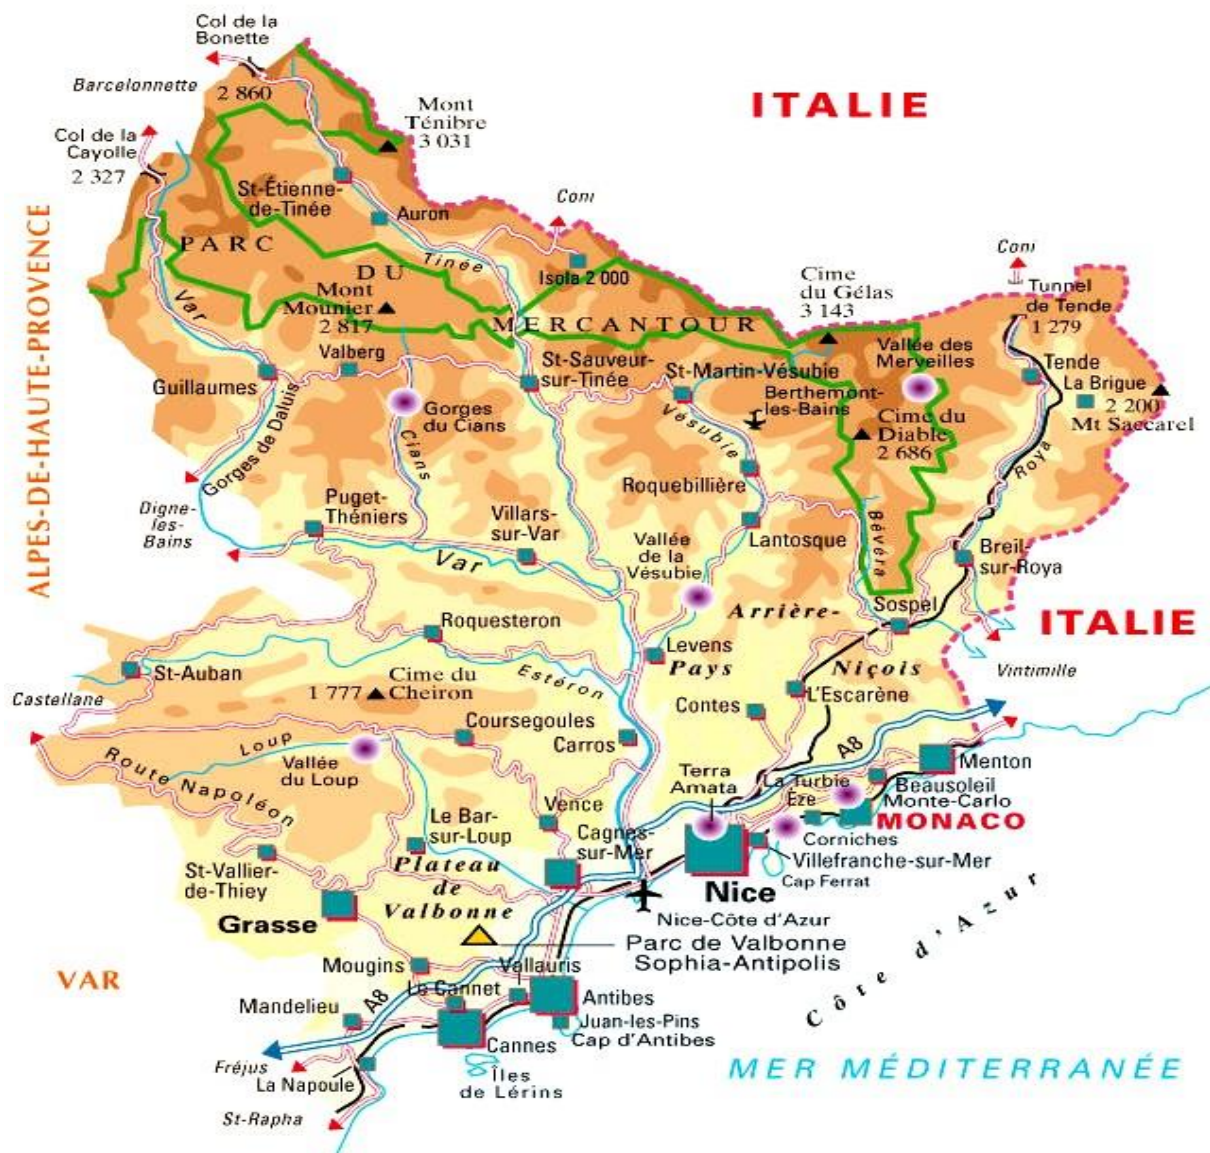 Col de la
Bonette
Barcelonnette
2 860
Mont
Ténibre
3 031
ITALIE
Col de la
Cayolle
2 327
St-Étienne-
de-Tinée
Auron
Coni
PARC
DU
Tinée
Isola 2 000
Coni
Cime
du Gélas
3 143
Tunnel
de Tende
1 279
ALPES-DE-HAUTE-PROVENCE
Var
Mont
Mounier
2 817
MERCANTOUR
Vallée des
Merveilles
Valberg
St-Sauveur-
sur-Tinée
St-Martin-Vésubie
Tende
Guillaumes
Berthemont-
les-Bains
La Brigue
2 200
Mt Saccarel
Gorges
du Cians
Vésubie
Cime du
Diable
2 686
Gorges de Daluis
Cians
Roya
Roquebillière
Digne-
les-
Bains
Puget-
Théniers
Villars-
sur-Var
Vallée
de la
Vésubie
Lantosque
Bévéra
Breil-
sur-Roya
Var
Arrière-
Sospel
ITALIE
Roquesteron
Levens
Pays
Niçois
Vintimille
St-Auban
Cime du
Cheiron
1 777
Estéron
L'Escarène
Castellane
Contes
Coursegoules
Carros
Loup
A8
Vallée
du Loup
Route Napoléon
Terra
Amata
La Turbie
Èze
Menton
Beausoleil
Monte-Carlo
MONACO
Vence
Le Bar-
sur-Loup
Cagnes-
sur-Mer
Corniches
Villefranche-sur-Mer
Cap Ferrat
St-Vallier-
de-Thiey
Plateau
de
Valbonne
Nice
Grasse
Nice-Côte d'Azur
Parc de Valbonne
Sophia-Antipolis
Côte d'Azur
VAR
Mougins
Vallauris
Le Cannet
Mandelieu
A8
Antibes
Juan-les-Pins
Cap d'Antibes
Cannes
Fréjus
La Napoule
Îles
de Lérins
MER MÉDITERRANÉE
St-Rapha